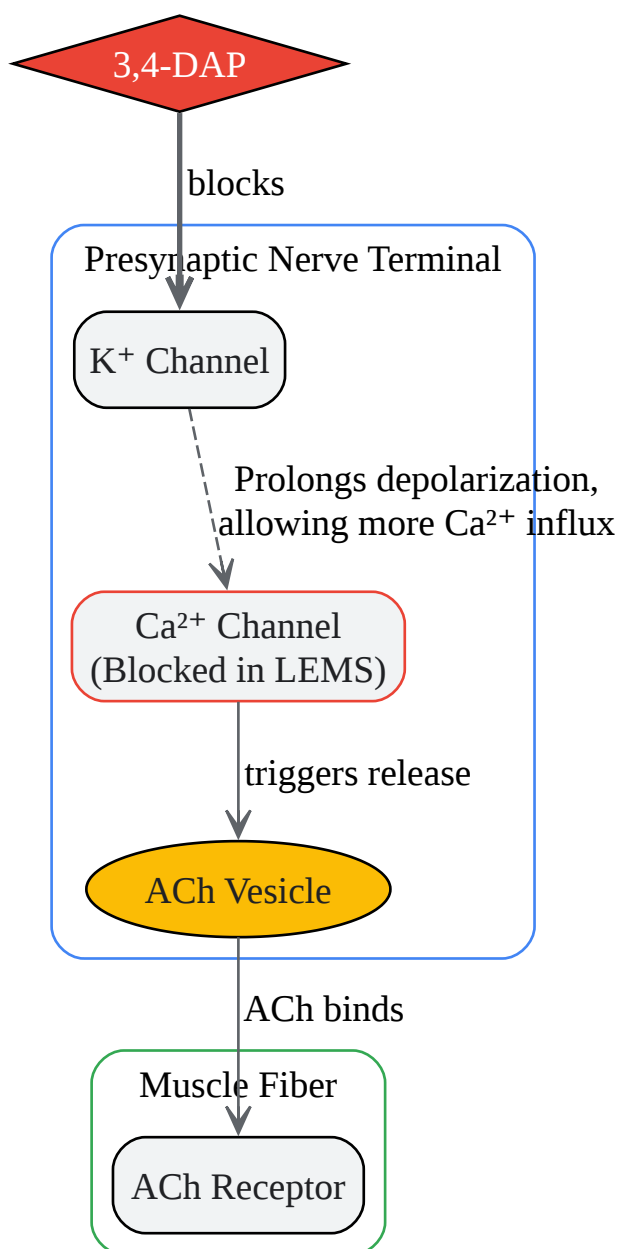 3,4-DAP
blocks
Presynaptic Nerve Terminal
K⁺ Channel
Prolongs depolarization,
allowing more Ca²⁺ influx
Ca²⁺ Channel
(Blocked in LEMS)
triggers release
ACh Vesicle
ACh binds
Muscle Fiber
ACh Receptor